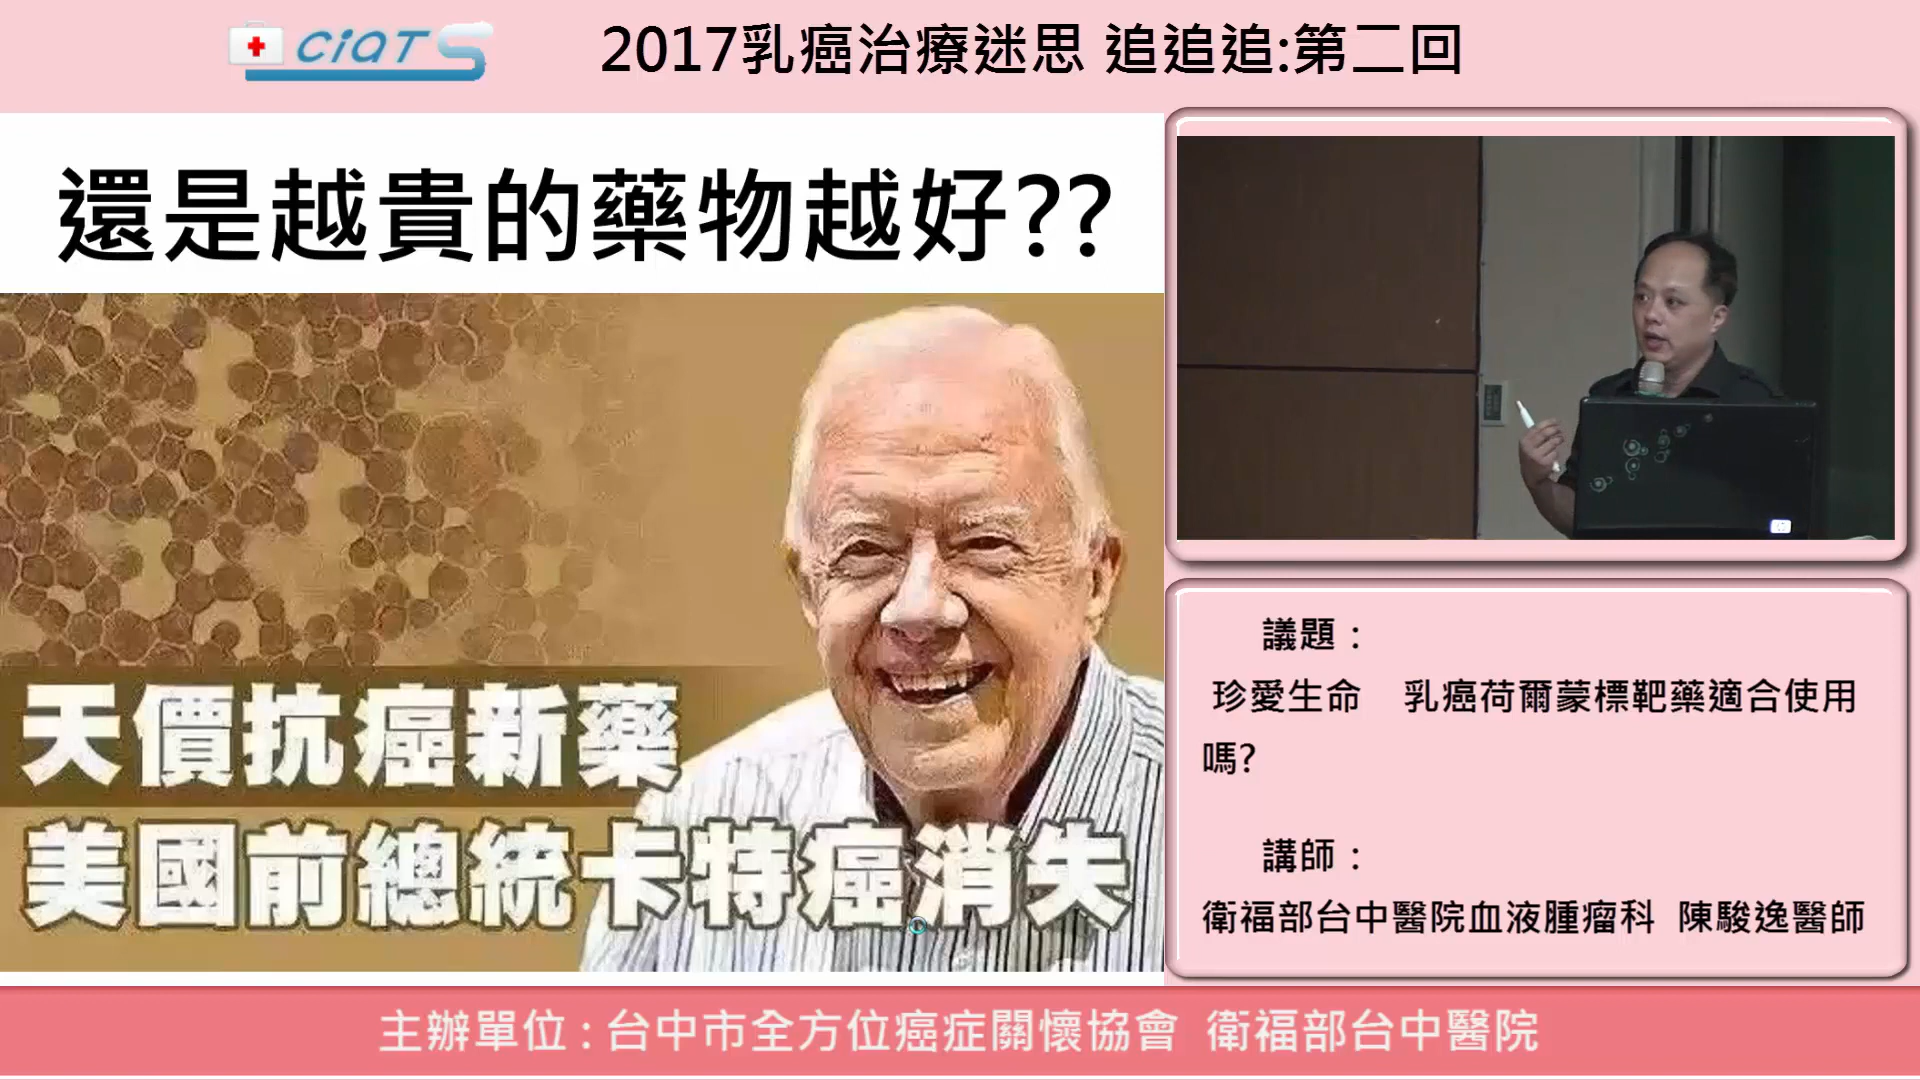 CiQTS
2017乳癌治療迷思 追追追:第二回
還是越貴的藥物越好??
天價抗癌新藥
美國前總統卡特癌消失
議題：
珍愛生命 乳癌荷爾蒙標靶藥適合使用
嗎?
講師：
衛福部台中醫院血液腫瘤科 陳駿逸醫師
主辦單位 : 台中市全方位癌症關懷協會 衛福部台中醫院